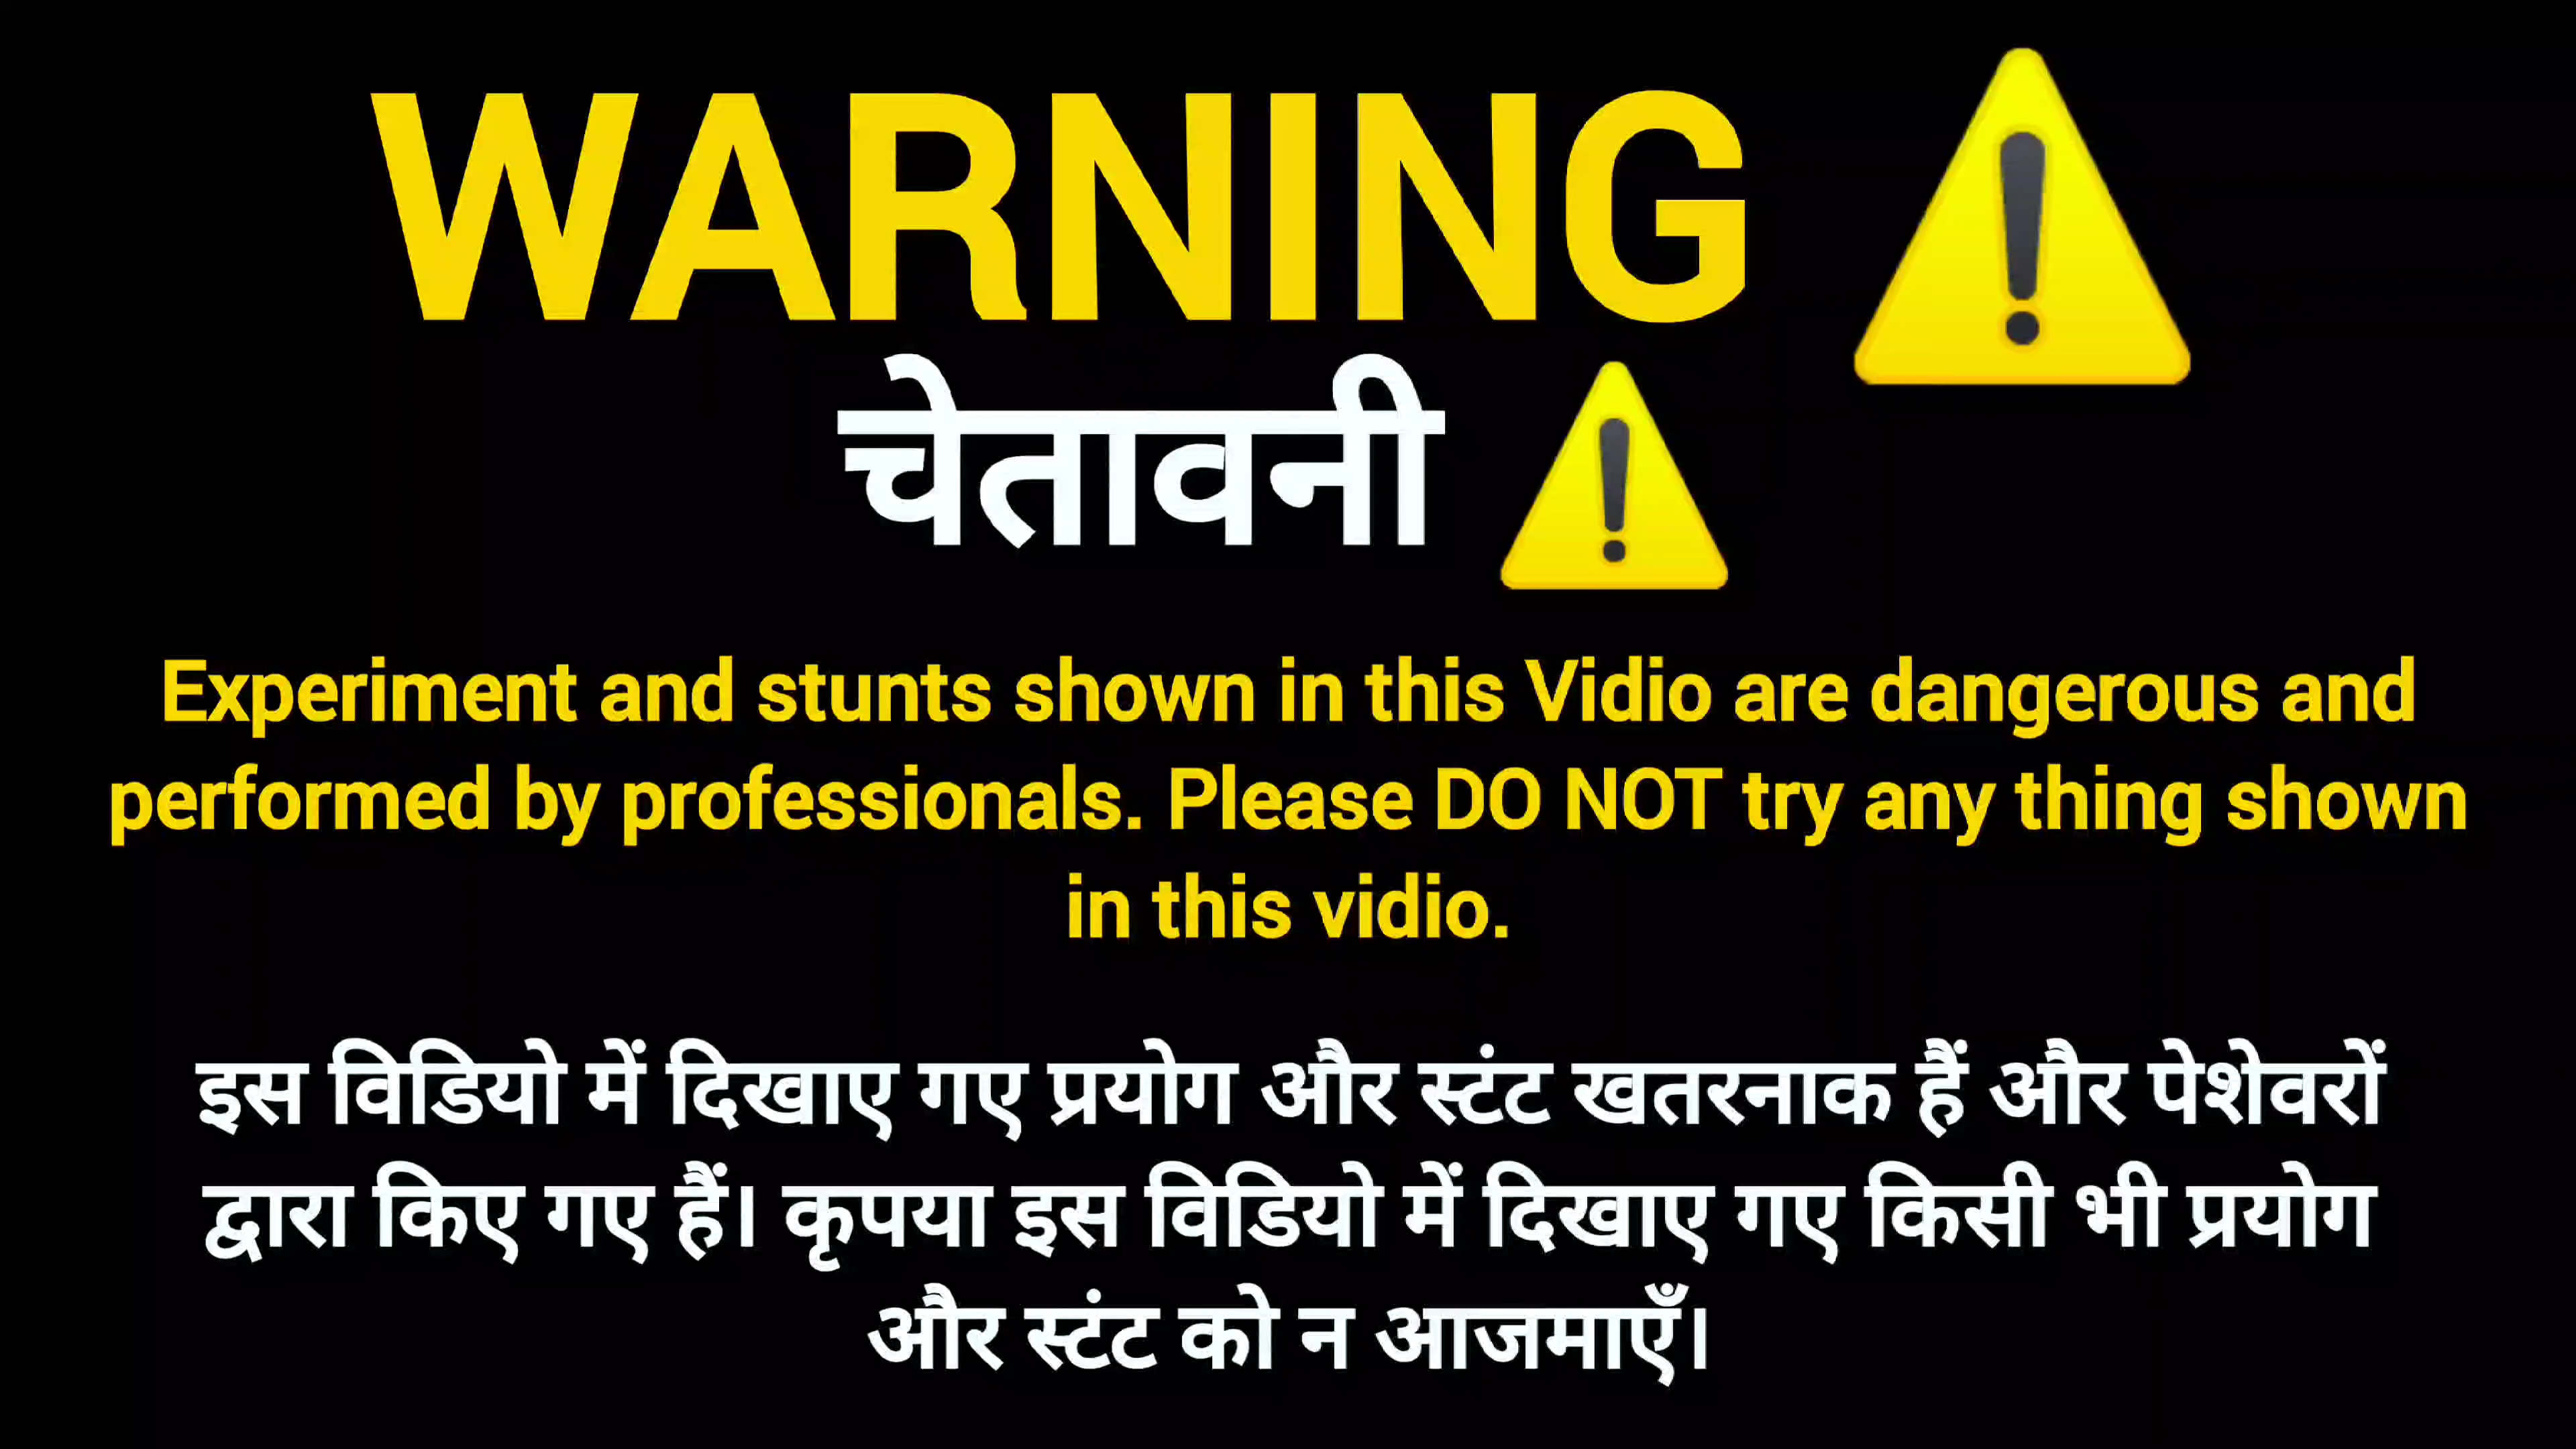 WARNING ⚠️
चेतावनी ⚠️
Experiment and stunts shown in this Vidio are dangerous and
performed by professionals. Please DO NOT try any thing shown
in this vidio.
इस विडियो में दिखाए गए प्रयोग और स्टंट खतरनाक हैं और पेशेवरों
द्वारा किए गए हैं। कृपया इस विडियो में दिखाए गए किसी भी प्रयोग
और स्टंट को न आजमाएँ।